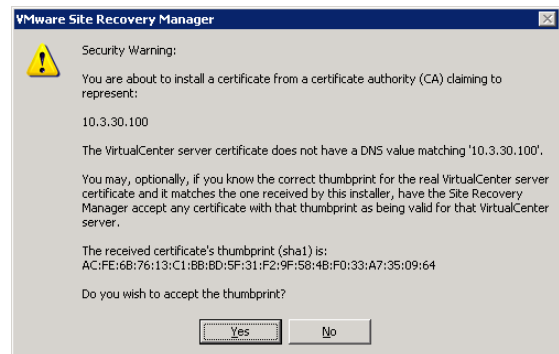 VMware Site Recovery Manager
Security Warning:
You are about to install a certificate from a certificate authority (CA) claiming to
represent:
10.3.30.100
The VirtualCenter server certificate does not have a DNS value matching '10.3.30.100'.
You may, optionally, if you know the correct thumbprint for the real VirtualCenter server
certificate and it matches the one received by this installer, have the Site Recovery
Manager accept any certificate with that thumbprint as being valid for that VirtualCenter
server.
The received certificate's thumbprint (sha1) is:
AC:FE:6B:76:13:C1:BB:BD:5F:31:F2:9F:58:4B:F0:33:A7:35:09:64
Do you wish to accept the thumbprint?
Yes
No